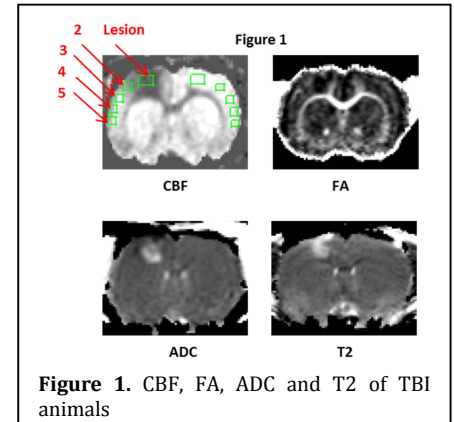 2 Lesion
Figure 1
3
4
5
CBF FA
ADC T2
Figure 1. CBF, FA, ADC and T2 of TBI
animals